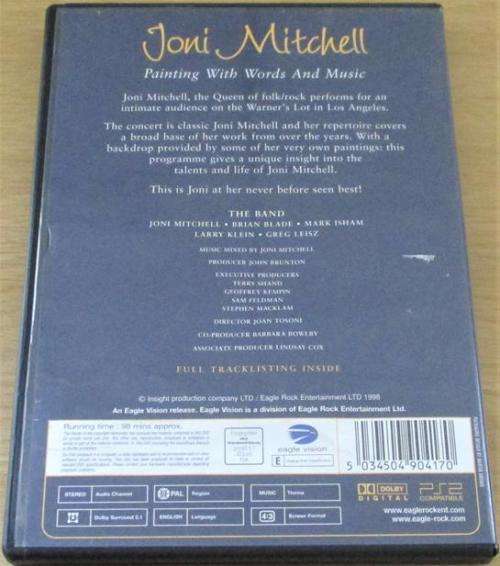 Joni Mitchell
Painting With Words And Music
Joni Mitchell, the Queen of folk/rock performs for an
intimate audience on the Warner's Lot in Los Angeles.
The concert is classic Joni Mitchell and her repertoire covers
a broad base of her work from over the years. With a
backdrop provided by some of her very own paintings; this
programme gives a unique insight into the
talents and life of Joni Mitchell.
This is Joni at her never before seen best!
THE BAND
JONI MITCHELL • BRIAN BLADE • MARK ISHAM
LARRY KLEIN • GREG LEISZ
MUSIC MIXED BY JONI MITCHELL
PRODUCER JOHN BRUNTON
EXECUTIVE PRODUCERS
TERRY SHAND
GEOFFREY KEMPIN
SAM FELDMAN
STEPHEN MACKLAM
DIRECTOR JOAN TOSONI
CO-PRODUCER BARBARA BOWLBY
ASSOCIATE PRODUCER LINDSAY COX
FULL TRACKLISTING INSIDE
© Insight production company LTD / Eagle Rock Entertainment LTD 1998
An Eagle Vision release. Eagle Vision is a division of Eagle Rock Entertainment Ltd.
Running time : 98 mins approx.
eagle vision
E
5 034504 904170
STEREO Audio Channel
PAL Region
MUSIC Theme
Dolby Surround 5.1
ENGLISH Language
4:3 Screen Format
DOLBY
DIGITAL
PS2
COMPATIBLE
www.eaglerockent.com
www.eagle-rock.com